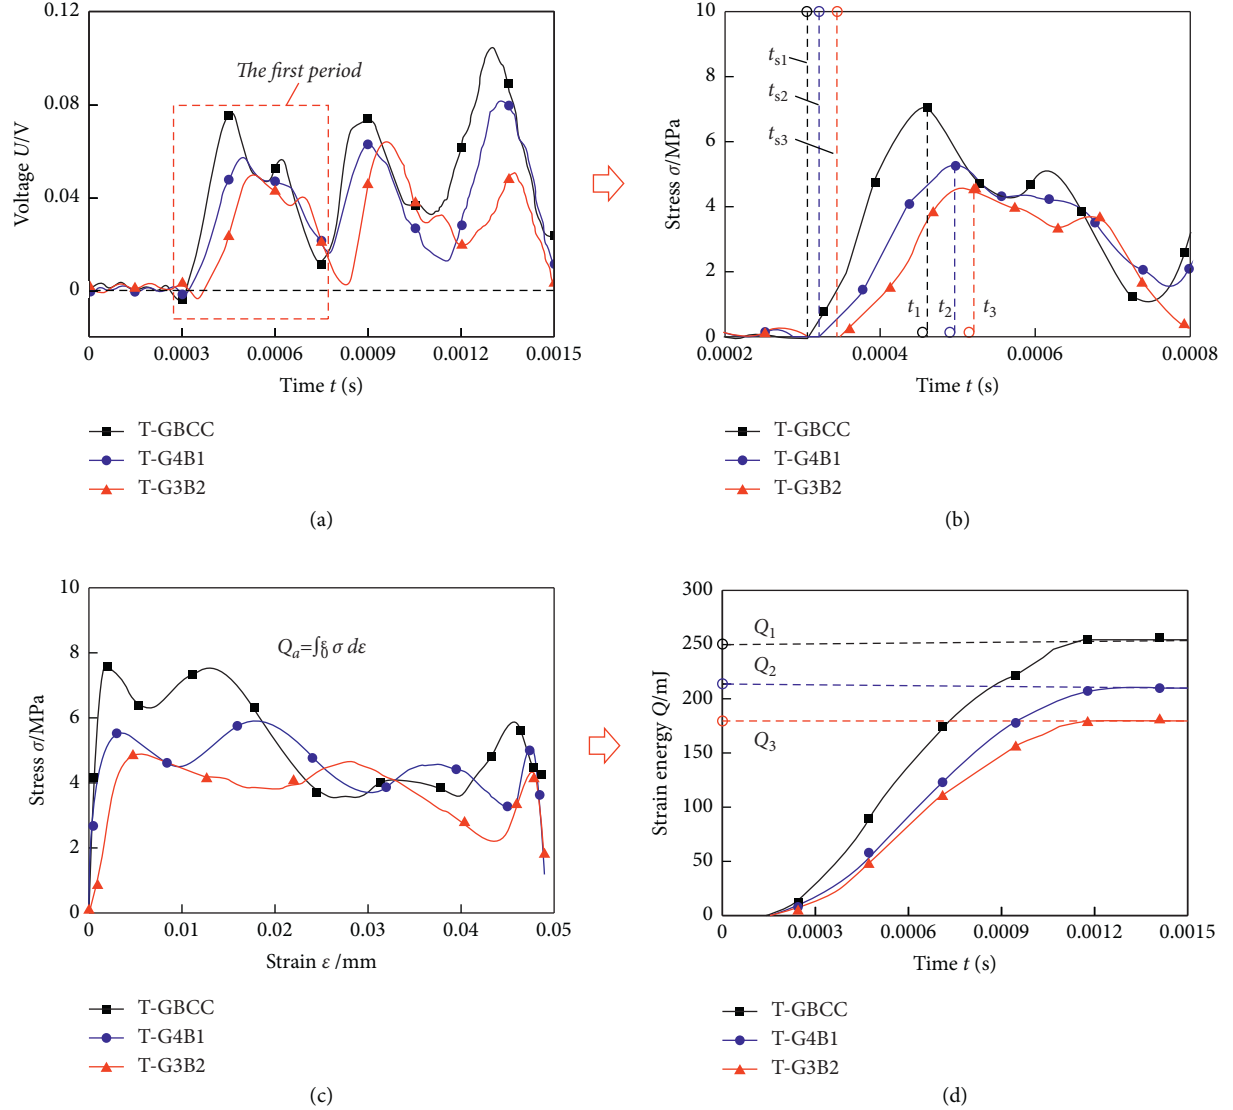 0.12
0.08
0.04
0
Voltage U/V
The first period
0 0.0003 0.0006 0.0009 0.0012 0.0015
Time t (s)
T-GBCC
T-G4B1
T-G3B2
(a)
10
8
6
4
2
0
Stress σ/MPa
ts1
ts2
ts3
t1 t2 t3
0.0002 0.0004 0.0006 0.0008
Time t (s)
T-GBCC
T-G4B1
T-G3B2
(b)
10
8
6
4
2
0
Stress σ/MPa
Qa=∫0ε σ dε
0 0.01 0.02 0.03 0.04 0.05
Strain ε /mm
T-GBCC
T-G4B1
T-G3B2
(c)
300
250
200
150
100
50
0
Strain energy Q/mJ
Q1
Q2
Q3
0 0.0003 0.0006 0.0009 0.0012 0.0015
Time t (s)
T-GBCC
T-G4B1
T-G3B2
(d)